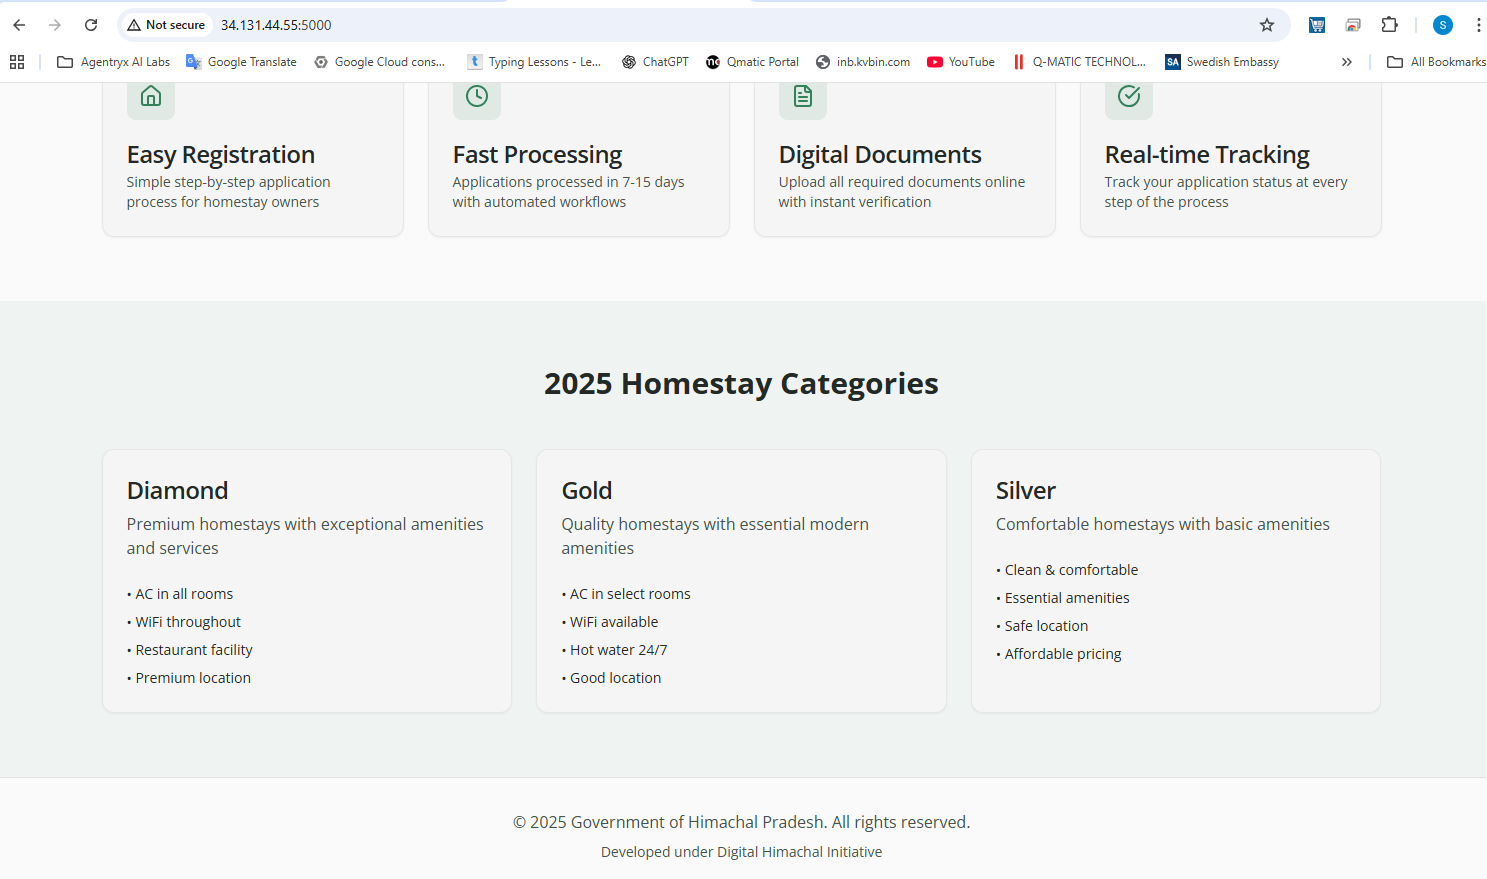 Not secure 34.131.44.55:5000 S
Agentryx AI Labs Google Translate Google Cloud cons... t Typing Lessons - Le... ChatGPT Qmatic Portal inb.kvbin.com YouTube Q-MATIC TECHNOL... SA Swedish Embassy » All Bookmarks
Easy Registration
Simple step-by-step application
process for homestay owners
Fast Processing
Applications processed in 7-15 days
with automated workflows
Digital Documents
Upload all required documents online
with instant verification
Real-time Tracking
Track your application status at every
step of the process
2025 Homestay Categories
Diamond
Premium homestays with exceptional amenities
and services
• AC in all rooms
• WiFi throughout
• Restaurant facility
• Premium location
Gold
Quality homestays with essential modern
amenities
• AC in select rooms
• WiFi available
• Hot water 24/7
• Good location
Silver
Comfortable homestays with basic amenities
• Clean & comfortable
• Essential amenities
• Safe location
• Affordable pricing
© 2025 Government of Himachal Pradesh. All rights reserved.
Developed under Digital Himachal Initiative